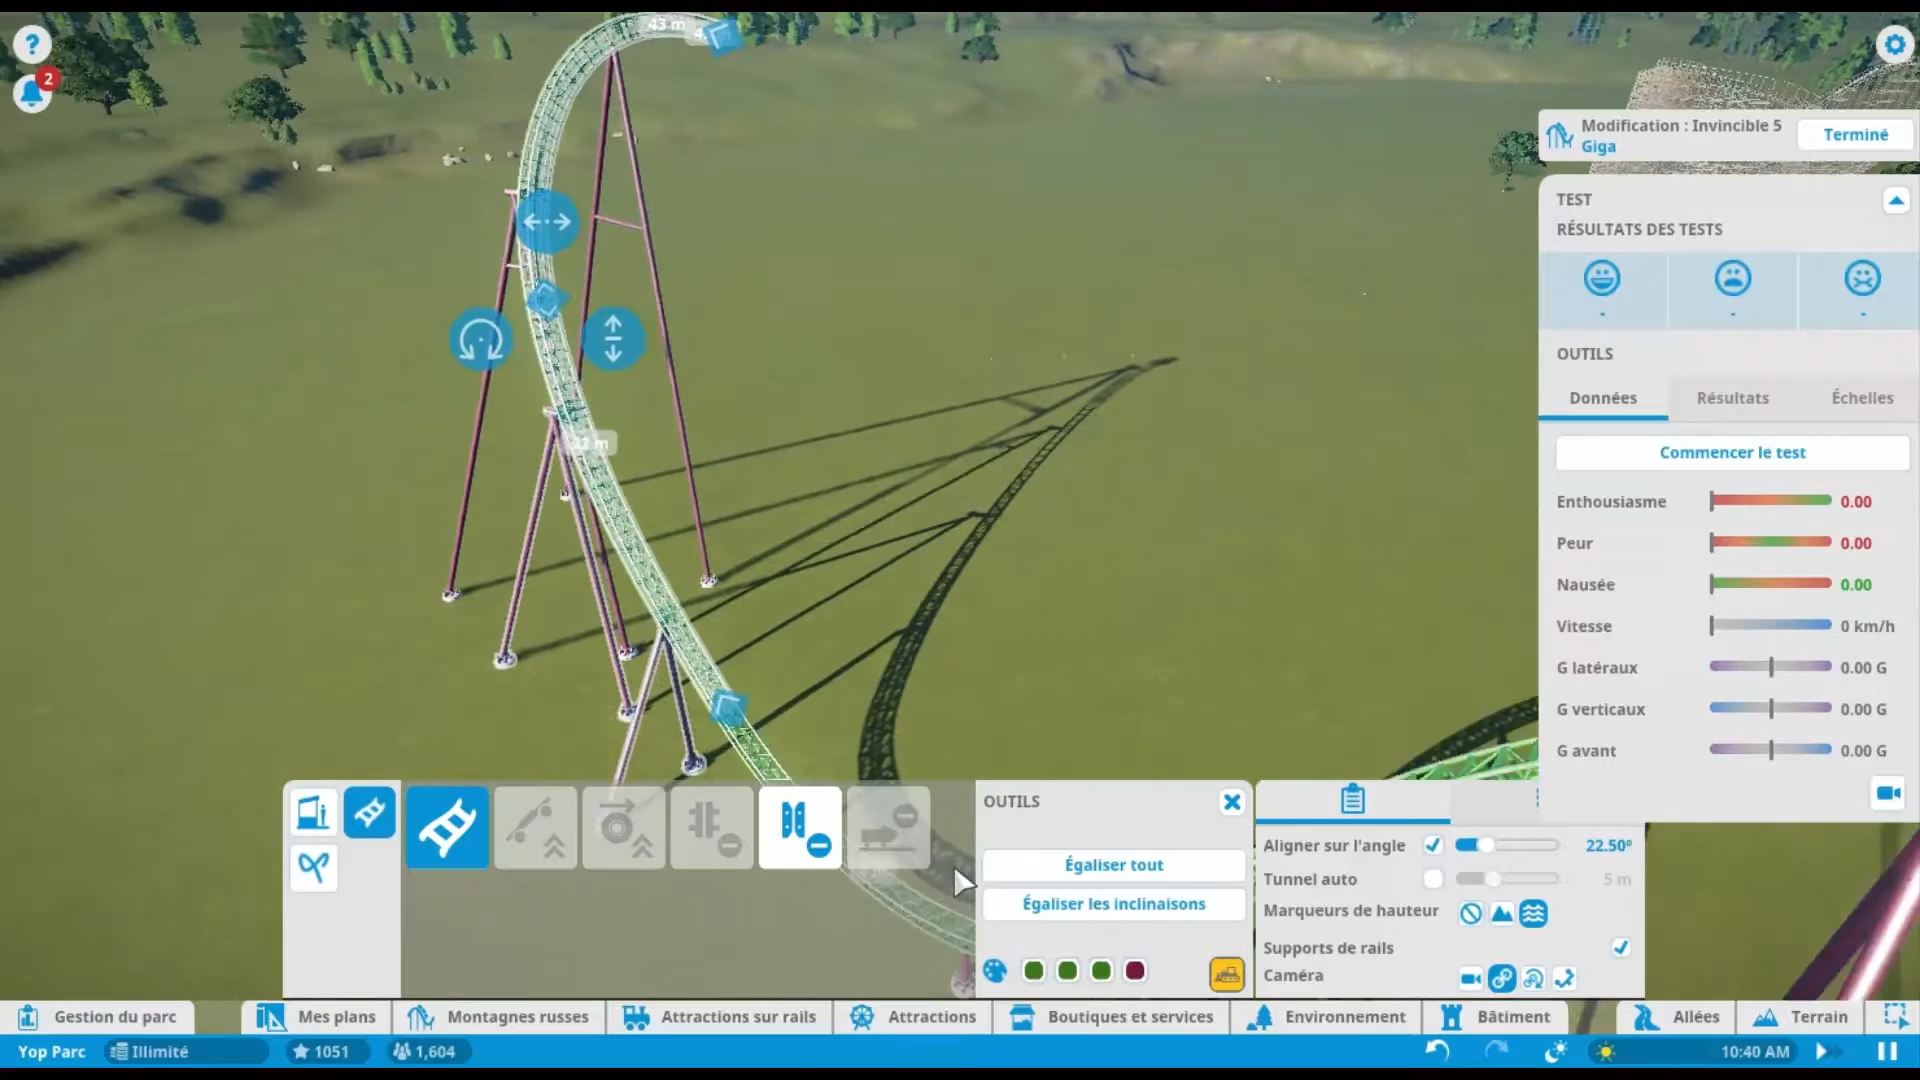 43 m
?
2
Modification : Invincible 5
Giga
Terminé
TEST
RÉSULTATS DES TESTS
- - -
OUTILS
Données Résultats Échelles
Commencer le test
Enthousiasme 0.00
Peur 0.00
Nausée 0.00
Vitesse 0 km/h
G latéraux 0.00 G
G verticaux 0.00 G
G avant 0.00 G
OUTILS
Égaliser tout
Égaliser les inclinaisons
Aligner sur l'angle 22.50°
Tunnel auto 5 m
Marqueurs de hauteur
Supports de rails
Caméra
Gestion du parc Mes plans Montagnes russes Attractions sur rails Attractions Boutiques et services Environnement Bâtiment Allées Terrain
Yop Parc Illimité 1051 1,604 10:40 AM